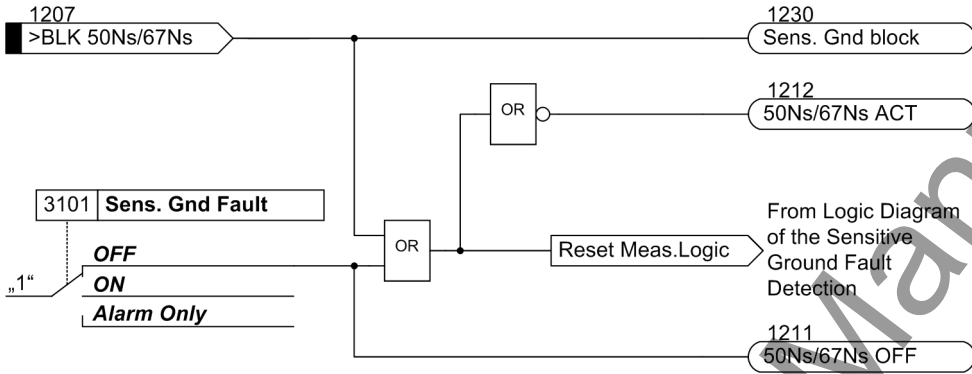 1207
>BLK 50Ns/67Ns
1230
Sens. Gnd block
1212
50Ns/67Ns ACT
OR
3101 Sens. Gnd Fault
OR
Reset Meas.Logic
From Logic Diagram
of the Sensitive
Ground Fault
Detection
„1“
OFF
ON
Alarm Only
1211
50Ns/67Ns OFF
Man